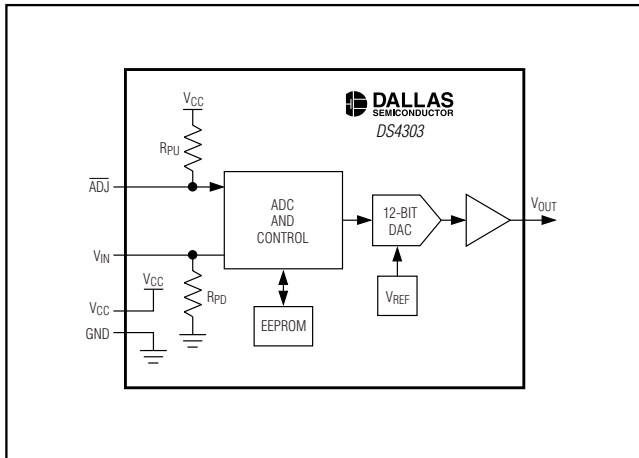 DALLAS
SEMICONDUCTOR
DS4303
VCC
RPU
ADJ
ADC
AND
CONTROL
12-BIT
DAC
VOUT
VIN
VCC
RPD
VCC
GND
EEPROM
VREF